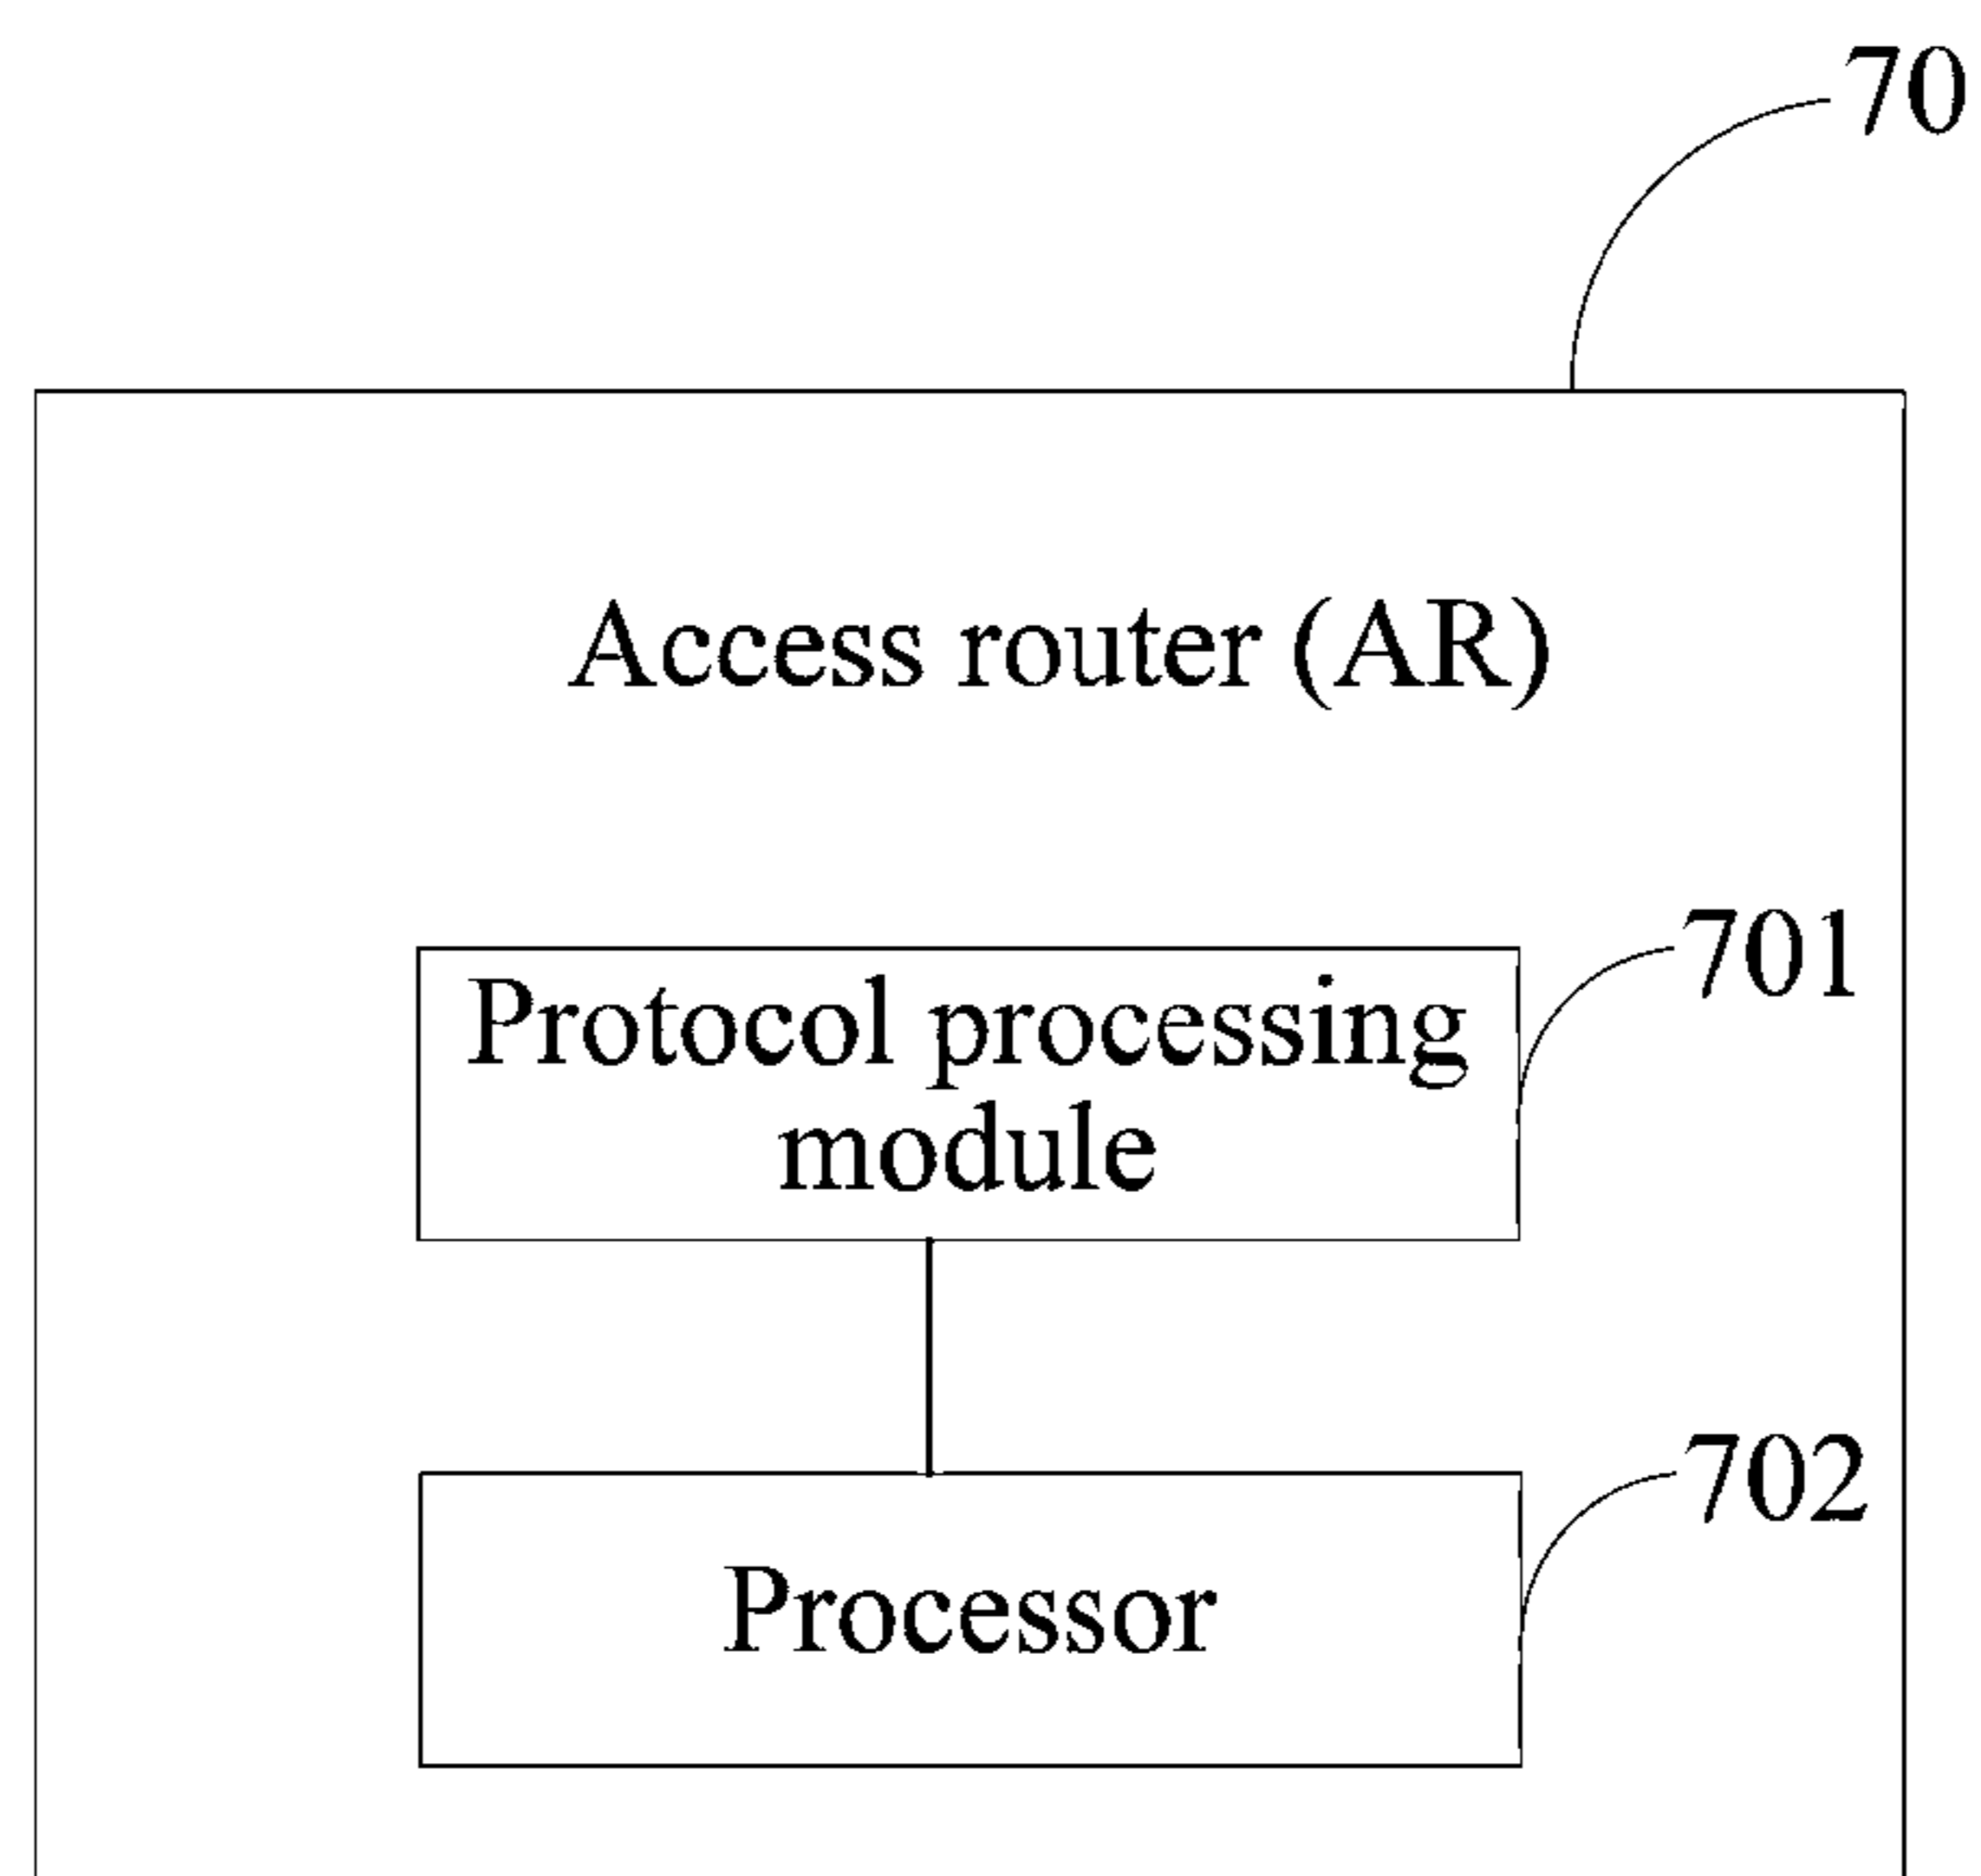 70
Access router (AR)
701
Protocol processing
module
702
Processor